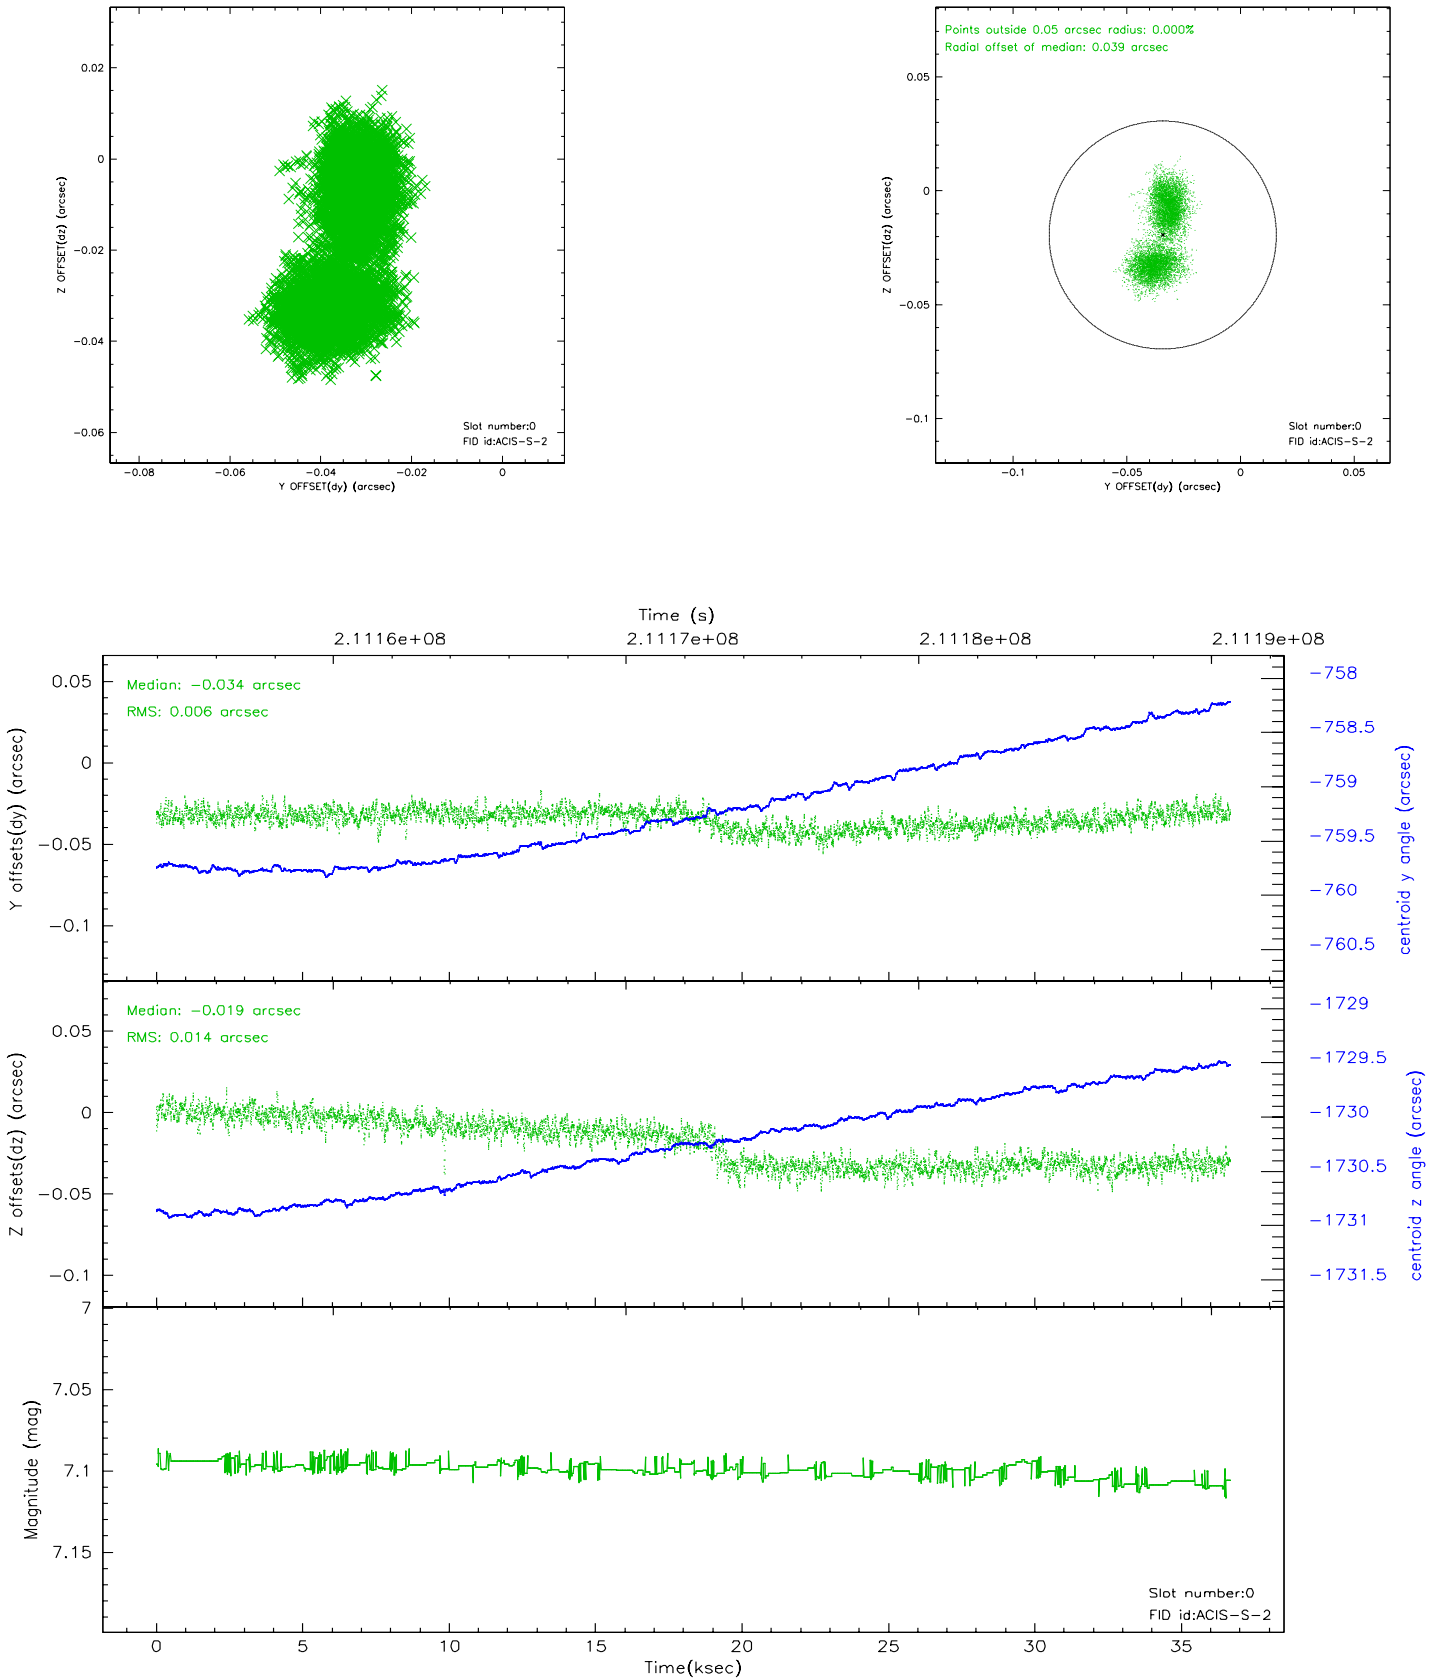 Points outside 0.05 arcsec radius: 0.000%
Radial offset of median: 0.039 arcsec
0.02
0
−0.02
−0.04
−0.06
Z OFFSET(dz) (arcsec)
Slot number:0
FID id:ACIS−S−2
−0.08
−0.06
−0.04
−0.02
0
Y OFFSET(dy) (arcsec)
0.05
0
−0.05
−0.1
Z OFFSET(dz) (arcsec)
Slot number:0
FID id:ACIS−S−2
−0.1
−0.05
0
0.05
Y OFFSET(dy) (arcsec)
Time (s)
2.1116e+08
2.1117e+08
2.1118e+08
2.1119e+08
Median: −0.034 arcsec
RMS: 0.006 arcsec
0.05
0
−0.05
−0.1
Y offsets(dy) (arcsec)
−758
−758.5
−759
−759.5
−760
−760.5
centroid y angle (arcsec)
Median: −0.019 arcsec
RMS: 0.014 arcsec
0.05
0
−0.05
−0.1
Z offsets(dz) (arcsec)
−1729
−1729.5
−1730
−1730.5
−1731
−1731.5
centroid z angle (arcsec)
7
7.05
7.1
7.15
Magnitude (mag)
Slot number:0
FID id:ACIS−S−2
0
5
10
15
20
25
30
35
Time(ksec)